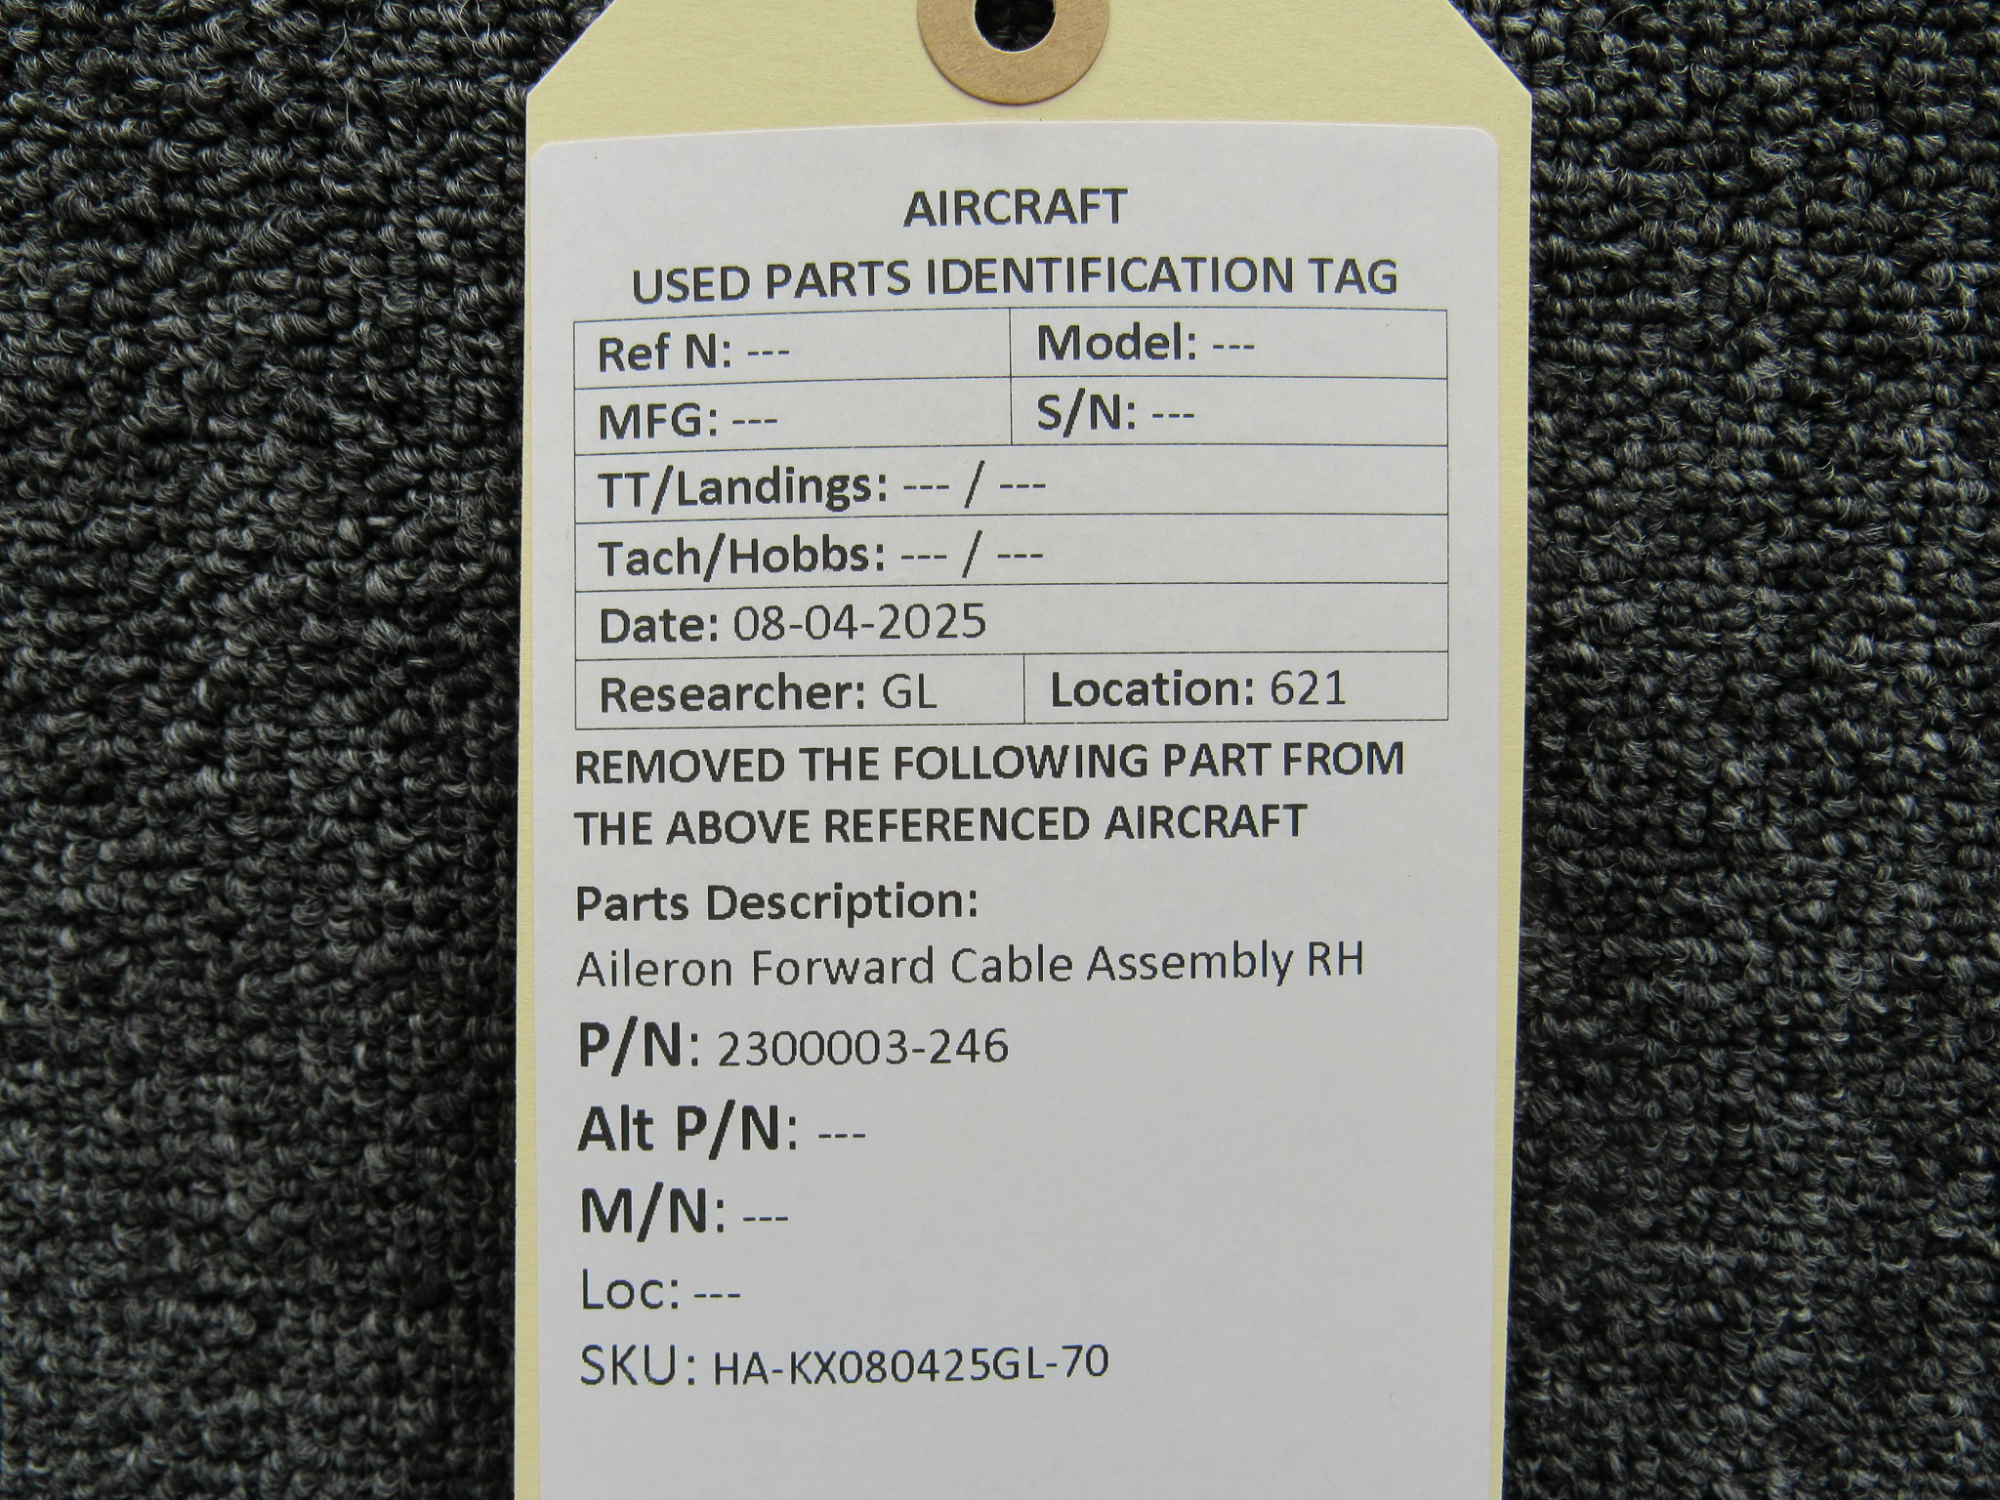 AIRCRAFT
USED PARTS IDENTIFICATION TAG
Ref N: --- Model: ---
MFG: --- S/N: ---
TT/Landings: --- / ---
Tach/Hobbs: --- / ---
Date: 08-04-2025
Researcher: GL Location: 621
REMOVED THE FOLLOWING PART FROM
THE ABOVE REFERENCED AIRCRAFT
Parts Description:
Aileron Forward Cable Assembly RH
P/N: 2300003-246
Alt P/N: ---
M/N: ---
Loc: ---
SKU: HA-KX080425GL-70